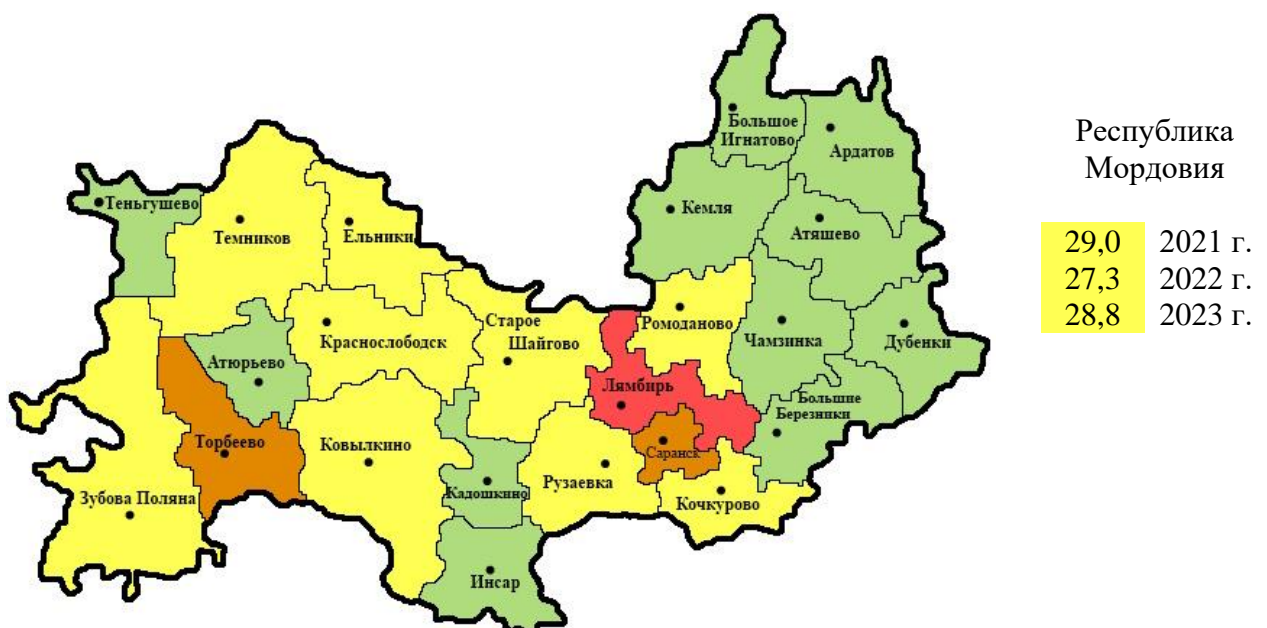 Большое
Игнатово
Ардатов
Теньгушево
Кемля
Темников
Ельники
Атяшево
Старое
Шайгово
Ромоданово
Краснослободск
Чамзинка
Дубенки
Атюрьево
Лямбирь
Большие
Березники
Торбеево
Ковылкино
Саранск
Рузаевка
Зубова Поляна
Кадошкино
Кочкурово
Инсар
Республика
Мордовия
29,0 2021 г.
27,3 2022 г.
28,8 2023 г.